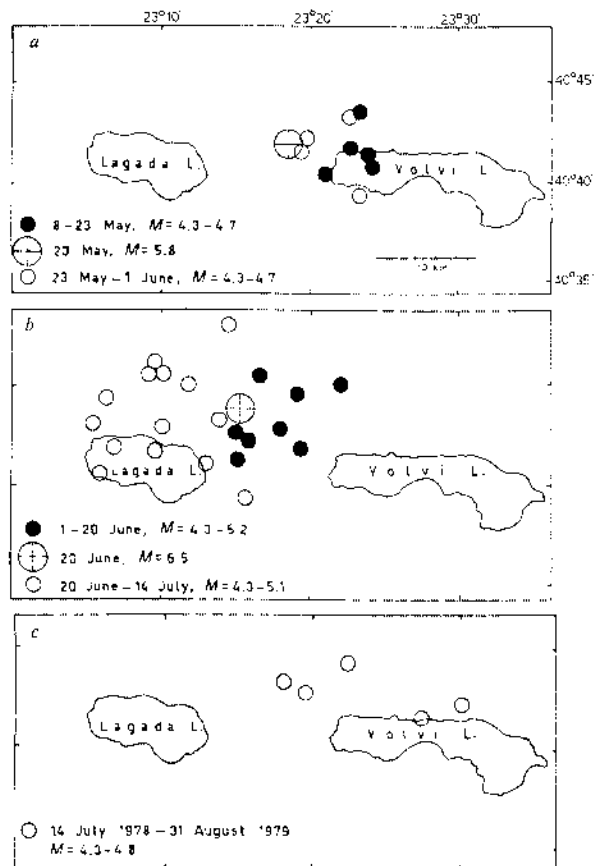 23°10' 23°20' 23°30'
a
40°45'
Lagada L.
Volvi L.
40°40'
8–23 May, M=4.3–4.7
23 May, M=5.8
23 May–1 June, M=4.3–4.7
10 km
40°35'
b
Lagada L.
Volvi L.
1–20 June, M=4.3–5.2
20 June, M=6.5
20 June–14 July, M=4.3–5.1
c
Lagada L.
Volvi L.
14 July 1978–31 August 1979
M=4.3–4.8